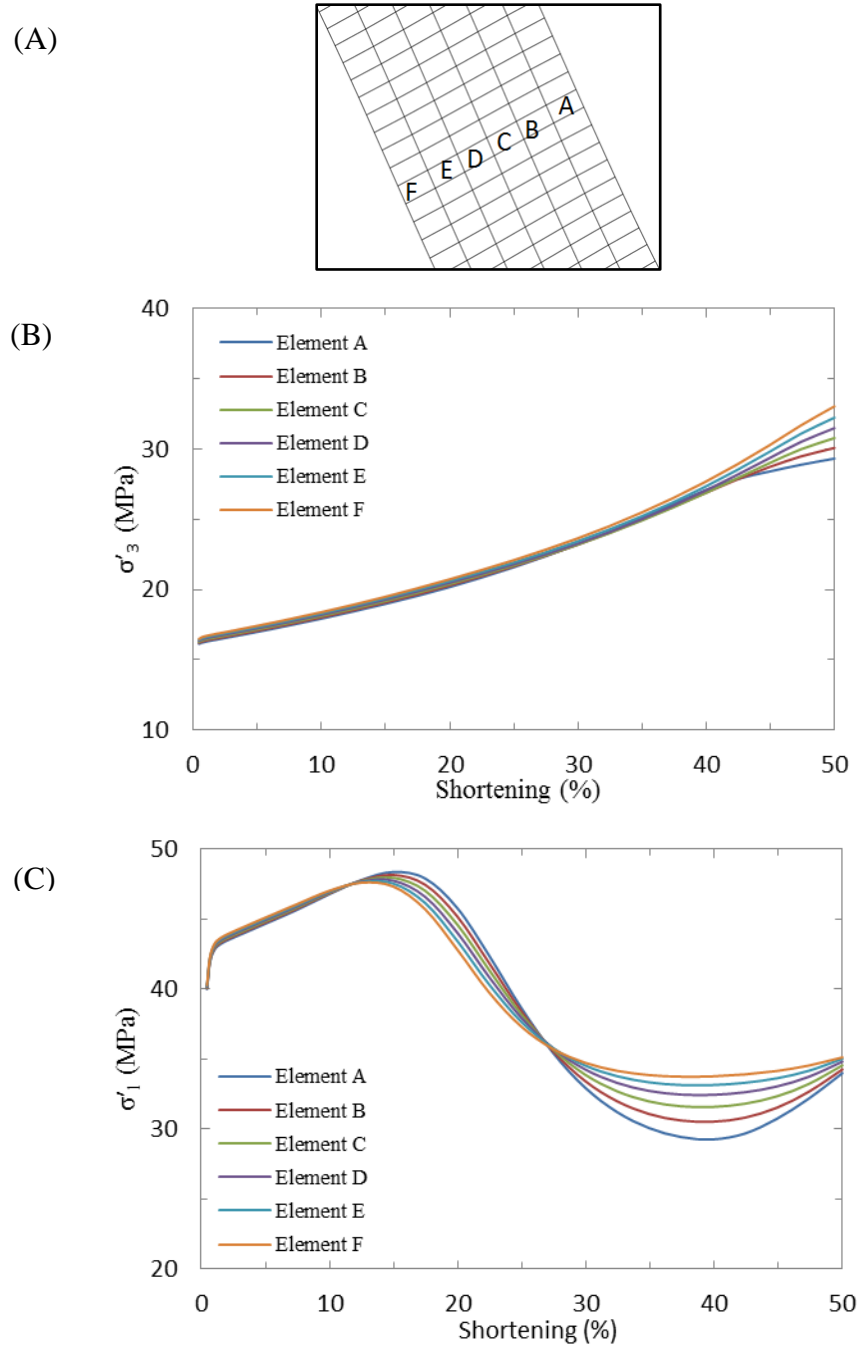 (A)
A
B
C
D
E
F
(B)
40
30
20
10
σ′3 (MPa)
Element A
Element B
Element C
Element D
Element E
Element F
0 10 20 30 40 50
Shortening (%)
(C)
50
40
30
20
σ′1 (MPa)
Element A
Element B
Element C
Element D
Element E
Element F
0 10 20 30 40 50
Shortening (%)